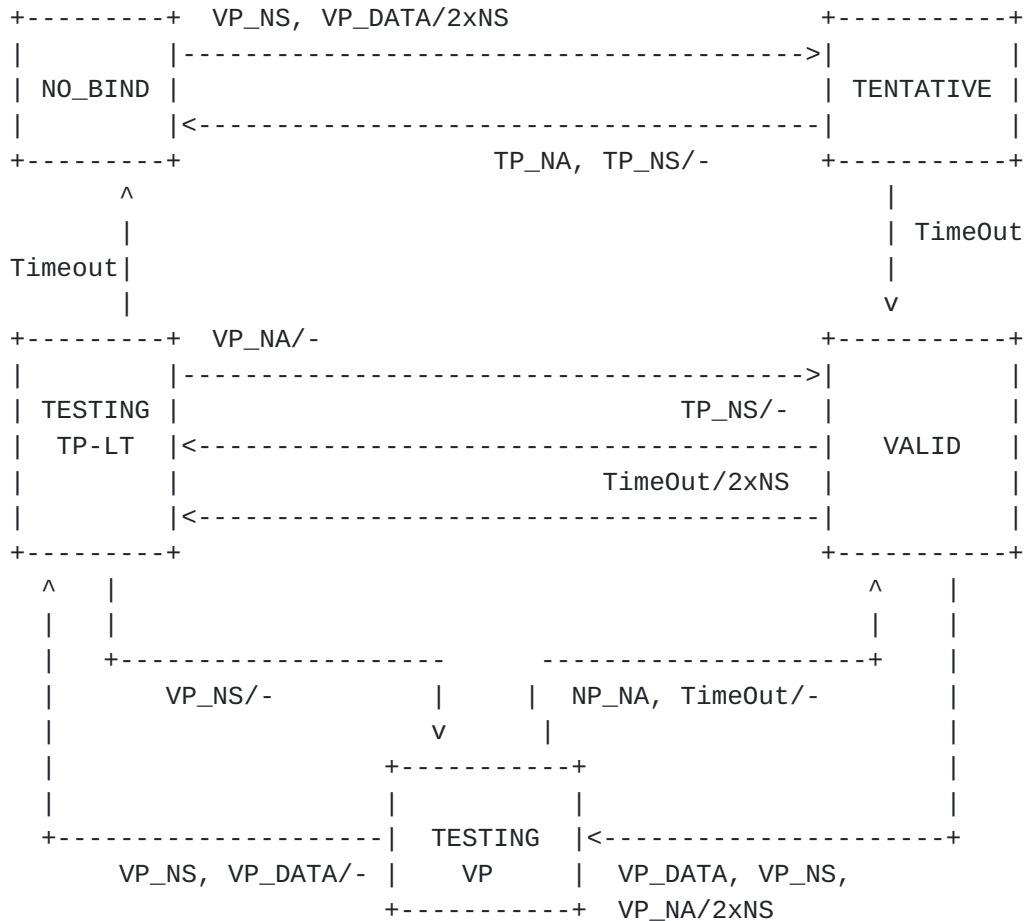 VP_NS, VP_DATA/2xNS
NO_BIND TENTATIVE
TP_NA, TP_NS/-
TimeOut
Timeout
VP_NA/-
TESTING TP_NS/-
TP-LT VALID
TimeOut/2xNS
VP_NS/- NP_NA, TimeOut/-
TESTING
VP_NS, VP_DATA/- VP VP_DATA, VP_NS,
VP_NA/2xNS